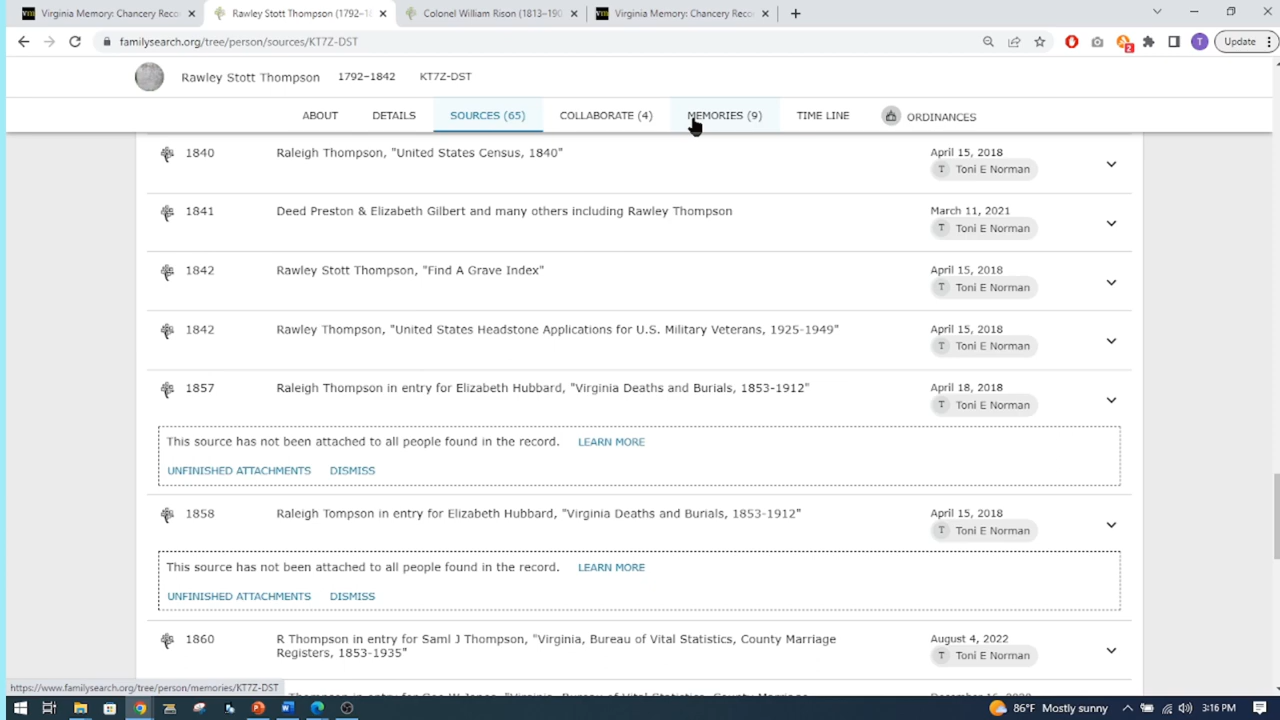 Virginia Memory: Chancery Reco
Rawley Stott Thompson (1792–1
Colonel William Rison (1813–190
Virginia Memory: Chancery Reco
familysearch.org/tree/person/sources/KT7Z-DST
2
T
Update
Rawley Stott Thompson 1792–1842 KT7Z-DST
ABOUT DETAILS SOURCES (65) COLLABORATE (4) MEMORIES (9) TIME LINE ORDINANCES
1840 Raleigh Thompson, "United States Census, 1840" April 15, 2018
T Toni E Norman
1841 Deed Preston & Elizabeth Gilbert and many others including Rawley Thompson March 11, 2021
T Toni E Norman
1842 Rawley Stott Thompson, "Find A Grave Index" April 15, 2018
T Toni E Norman
1842 Rawley Thompson, "United States Headstone Applications for U.S. Military Veterans, 1925-1949" April 15, 2018
T Toni E Norman
1857 Raleigh Thompson in entry for Elizabeth Hubbard, "Virginia Deaths and Burials, 1853-1912" April 18, 2018
T Toni E Norman
This source has not been attached to all people found in the record. LEARN MORE
UNFINISHED ATTACHMENTS DISMISS
1858 Raleigh Tompson in entry for Elizabeth Hubbard, "Virginia Deaths and Burials, 1853-1912" April 15, 2018
T Toni E Norman
This source has not been attached to all people found in the record. LEARN MORE
UNFINISHED ATTACHMENTS DISMISS
1860 R Thompson in entry for Saml J Thompson, "Virginia, Bureau of Vital Statistics, County Marriage August 4, 2022
Registers, 1853-1935"
T Toni E Norman
https://www.familysearch.org/tree/person/memories/KT7Z-DST
86°F Mostly sunny 3:16 PM